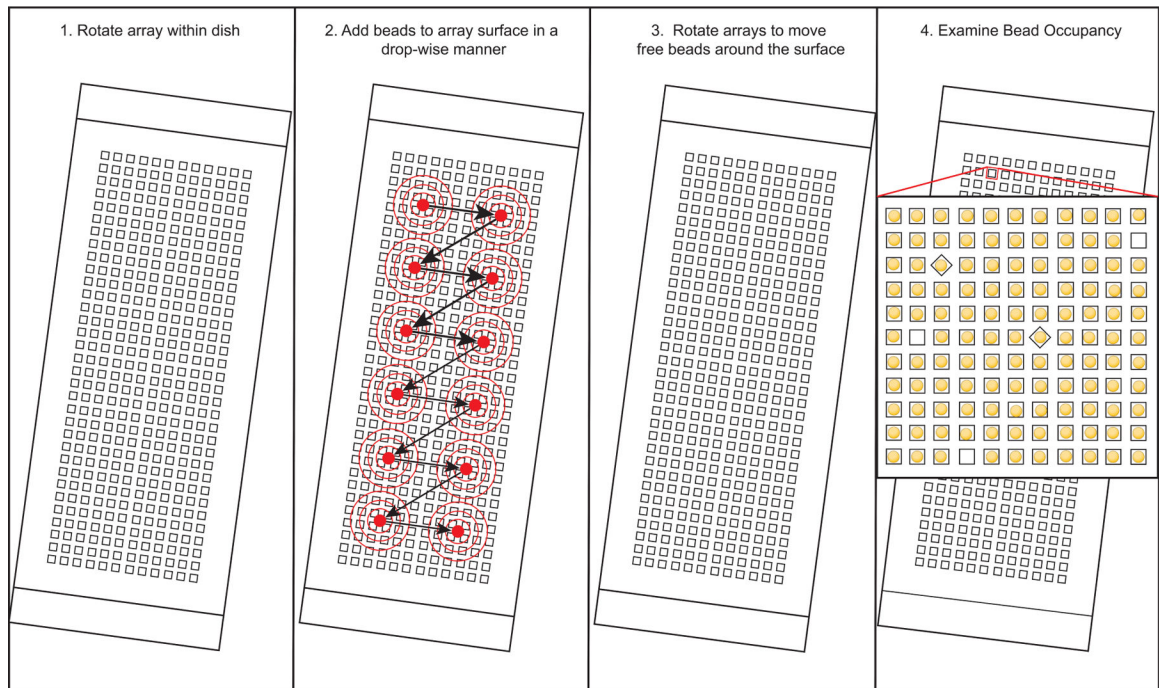 1. Rotate array within dish
2. Add beads to array surface in a
drop-wise manner
3. Rotate arrays to move
free beads around the surface
4. Examine Bead Occupancy